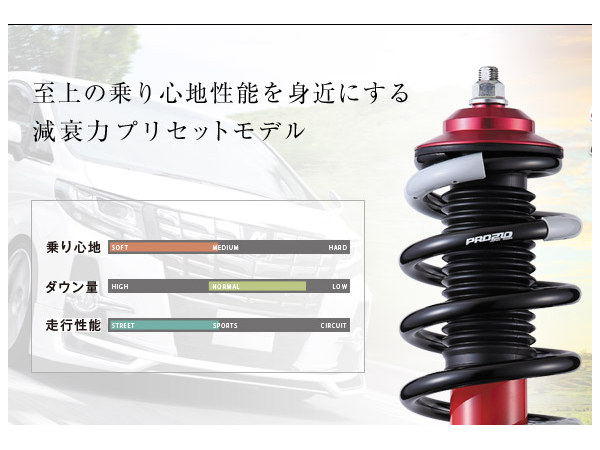 至上の乗り心地性能を身近にする
減衰力プリセットモデル
乗り心地 SOFT MEDIUM HARD
ダウン量 HIGH NORMAL LOW
走行性能 STREET SPORTS CIRCUIT
PRO210